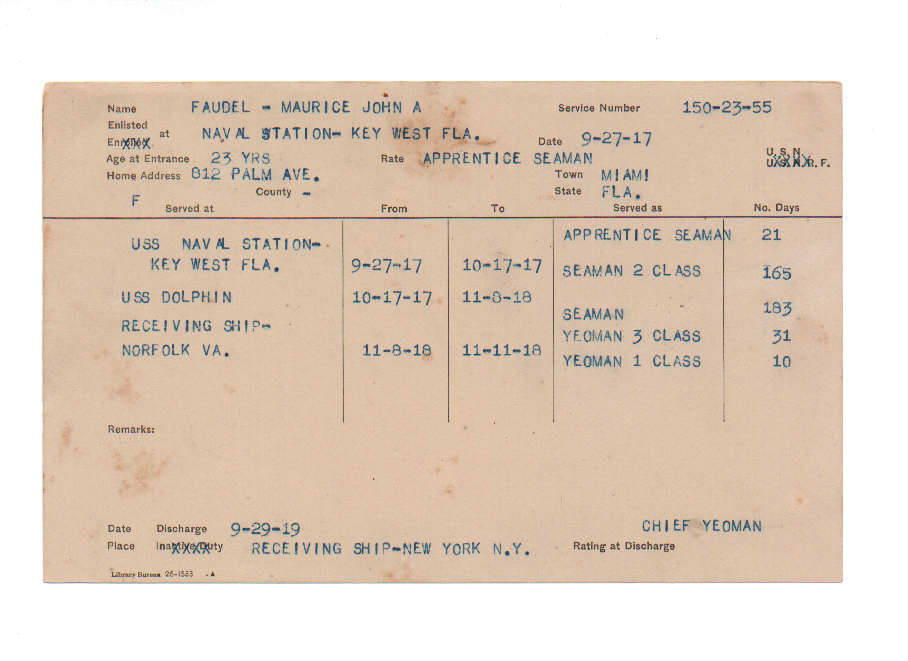 Name FAUDEL - MAURICE JOHN A Service Number 150-23-55
Enlisted
Enrolled at NAVAL STATION- KEY WEST FLA. Date 9-27-17
Age at Entrance 23 YRS Rate APPRENTICE SEAMAN U. S. N.
U. S. N. R. F.
Home Address 812 PALM AVE. Town MIAMI
County - State FLA.
F
Served at From To Served as No. Days
USS NAVAL STATION- APPRENTICE SEAMAN 21
KEY WEST FLA. 9-27-17 10-17-17 SEAMAN 2 CLASS 165
USS DOLPHIN 10-17-17 11-8-18
RECEIVING SHIP- SEAMAN 183
YEOMAN 3 CLASS 31
NORFOLK VA. 11-8-18 11-11-18 YEOMAN 1 CLASS 10
Remarks:
Date Discharge 9-29-19 CHIEF YEOMAN
Place Inactive Duty RECEIVING SHIP-NEW YORK N.Y. Rating at Discharge
Library Bureau 26-1533 .A